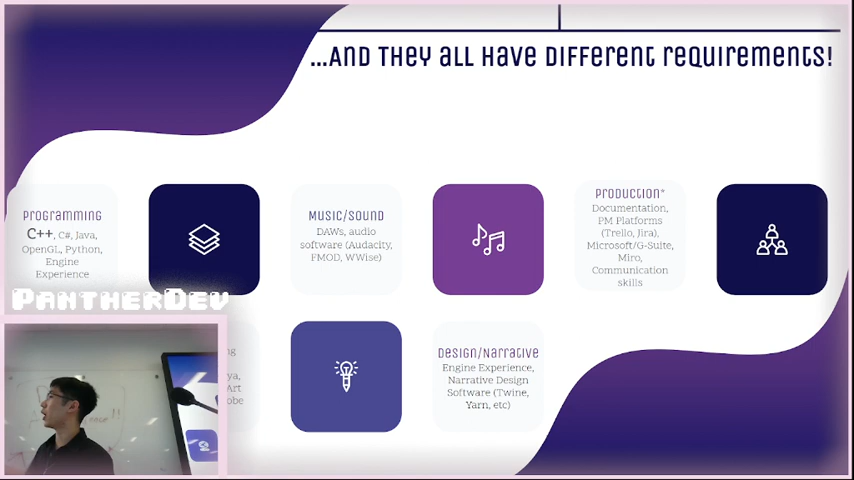 ...And they all have different requirements!
Programming
C++, C#, Java,
OpenGL, Python,
Engine
Experience
Music/Sound
DAWs, audio
software (Audacity,
FMOD, WWise)
Production*
Documentation,
PM Platforms
(Trello, Jira),
Microsoft/G-Suite,
Miro,
Communication
skills
PantherDev
Design/Narrative
Engine Experience,
Narrative Design
Software (Twine,
Yarn, etc)